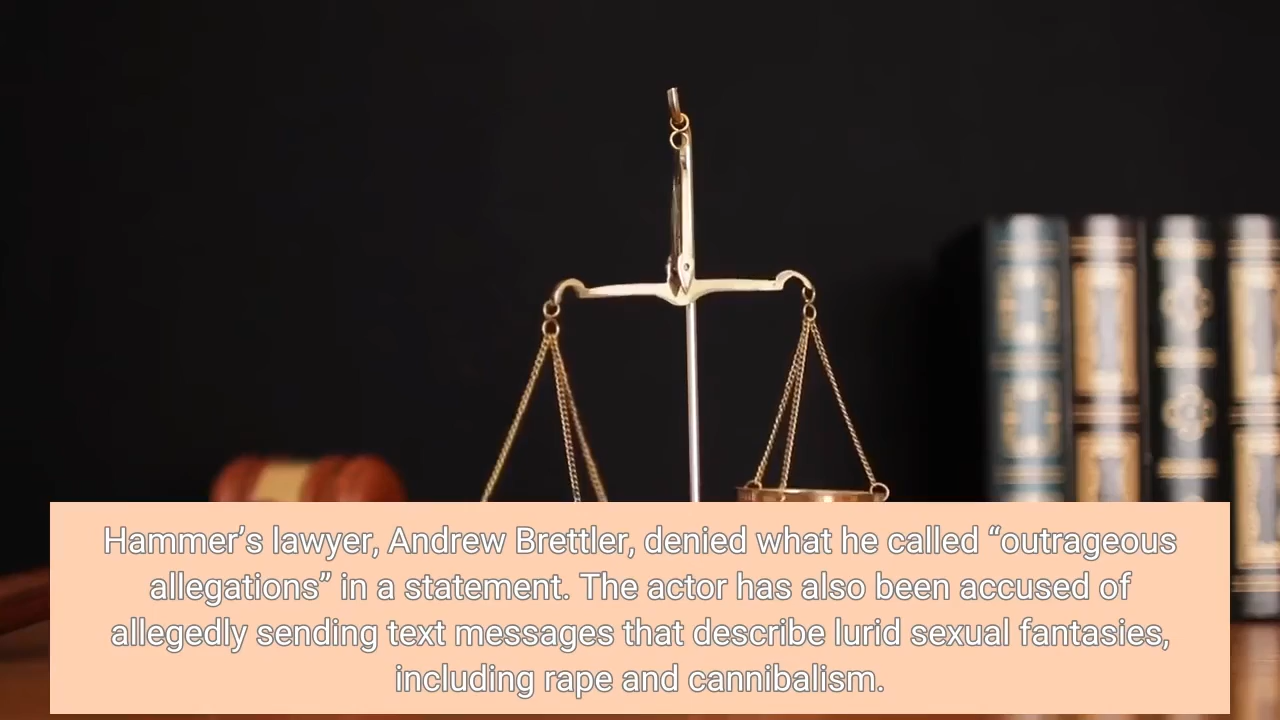 Hammer’s lawyer, Andrew Brettler, denied what he called “outrageous
allegations” in a statement. The actor has also been accused of
allegedly sending text messages that describe lurid sexual fantasies,
including rape and cannibalism.